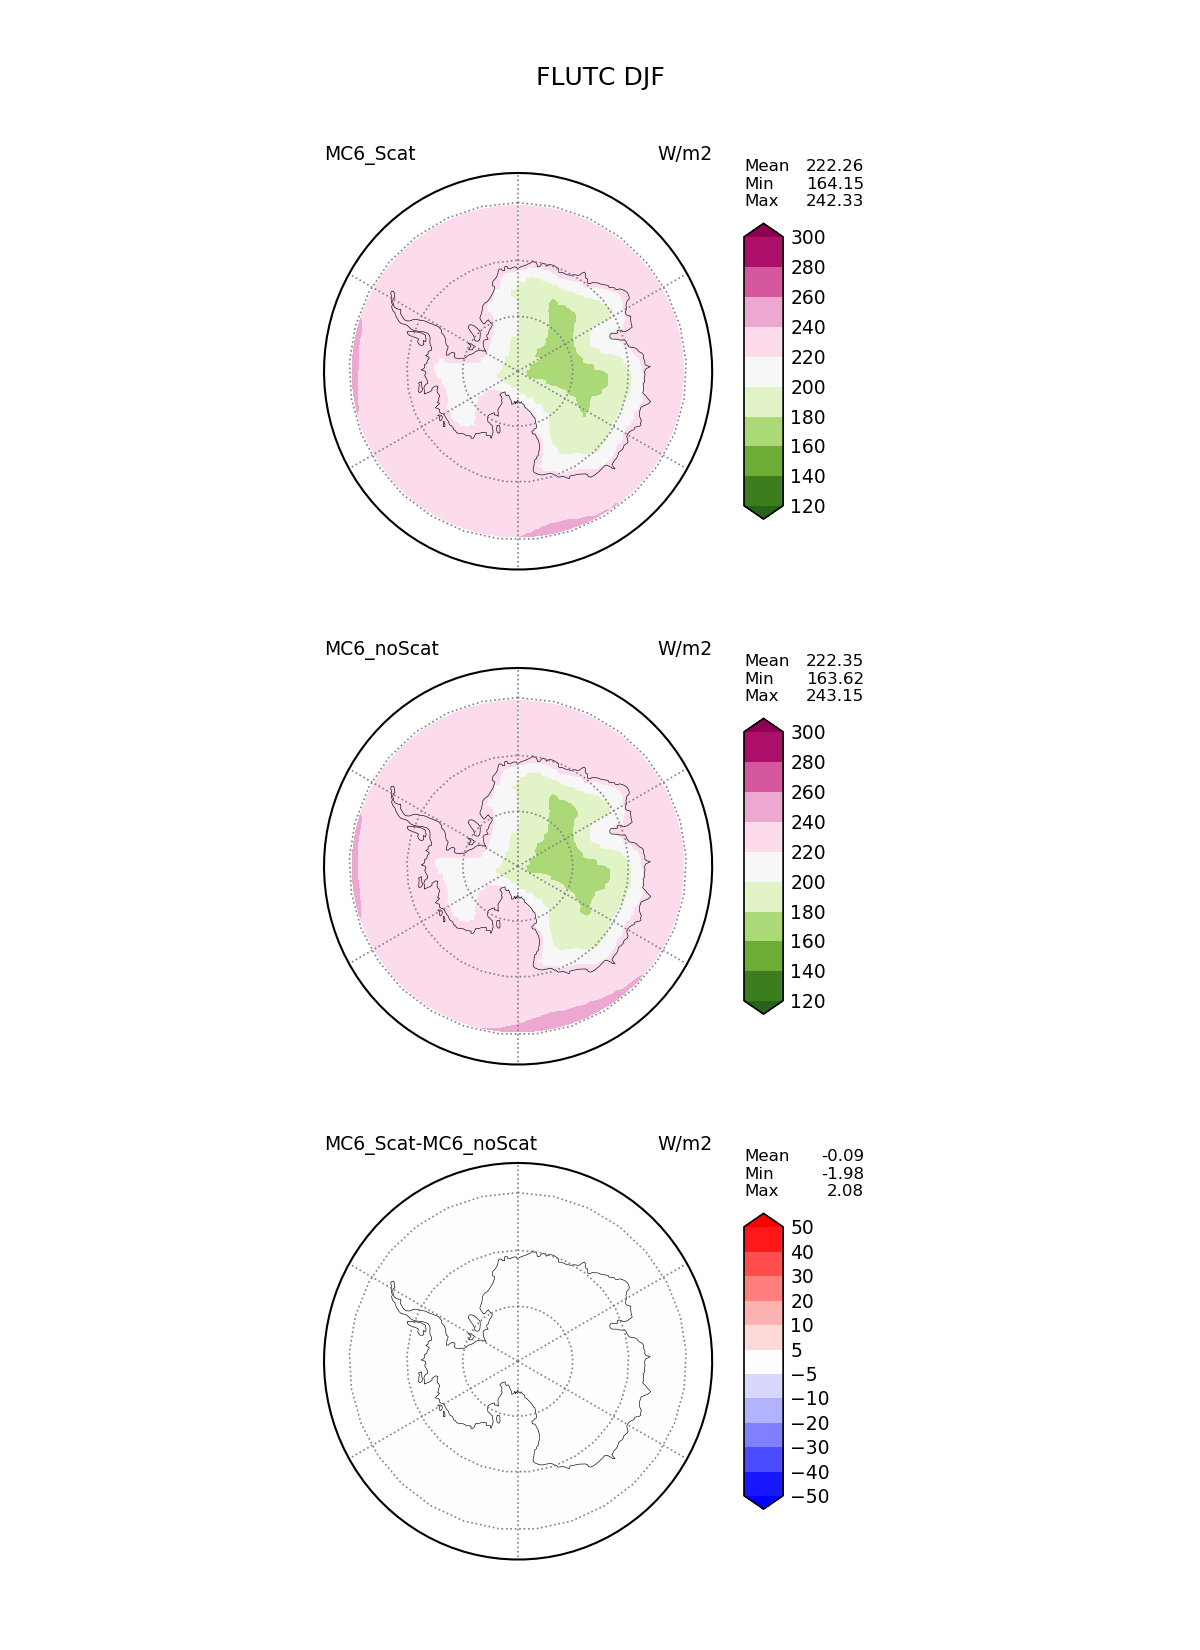 FLUTC DJF
MC6_Scat W/m2
Mean 222.26
Min 164.15
Max 242.33
300
280
260
240
220
200
180
160
140
120
MC6_noScat W/m2
Mean 222.35
Min 163.62
Max 243.15
300
280
260
240
220
200
180
160
140
120
MC6_Scat-MC6_noScat W/m2
Mean -0.09
Min -1.98
Max 2.08
50
40
30
20
10
5
−5
−10
−20
−30
−40
−50